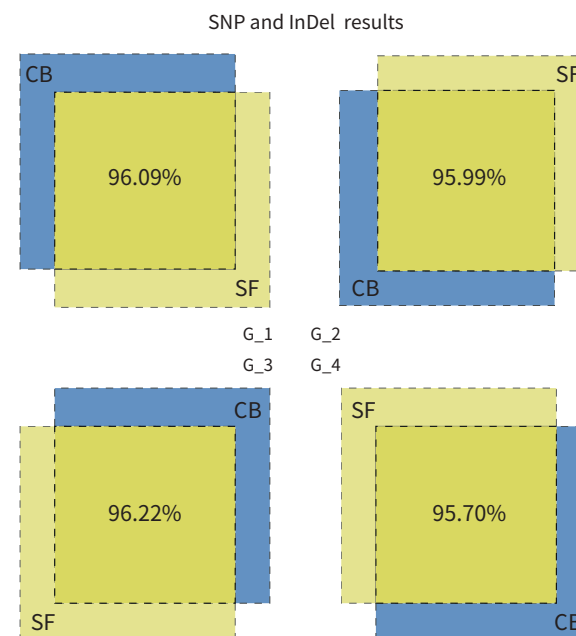 SNP and InDel results
CB
SF
96.09%
95.99%
SF
CB
G_1 G_2
G_3 G_4
CB
SF
96.22%
95.70%
SF
CB